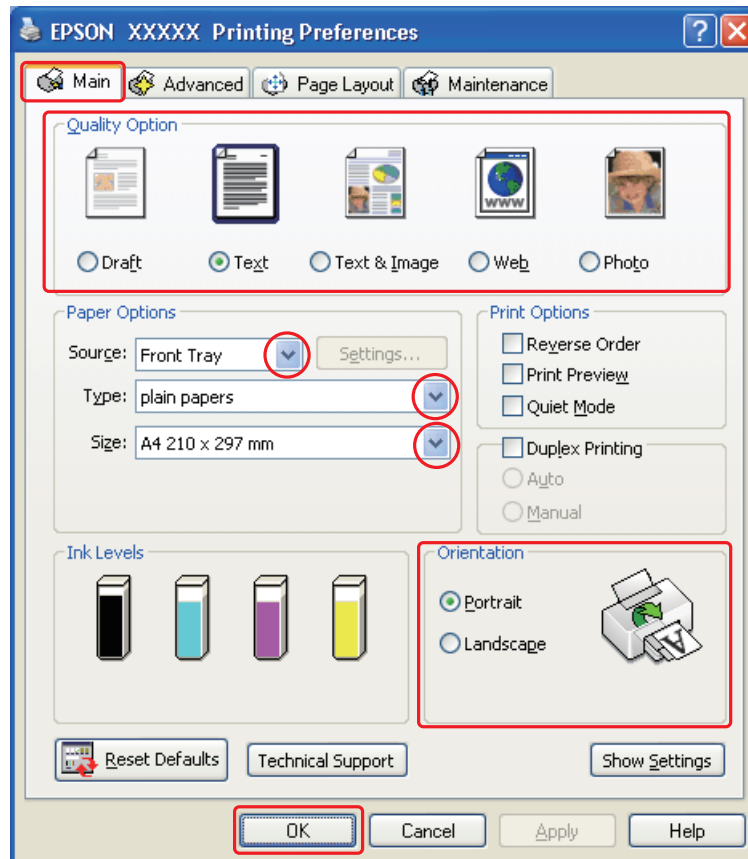 EPSON XXXXX Printing Preferences
Main
Advanced
Page Layout
Maintenance
Quality Option
WWW
Draft
Text
Text & Image
Web
Photo
Paper Options
Source: Front Tray
Settings...
Type: plain papers
Size: A4 210 x 297 mm
Print Options
Reverse Order
Print Preview
Quiet Mode
Duplex Printing
Auto
Manual
Ink Levels
Orientation
Portrait
Landscape
A
Reset Defaults
Technical Support
Show Settings
OK
Cancel
Apply
Help